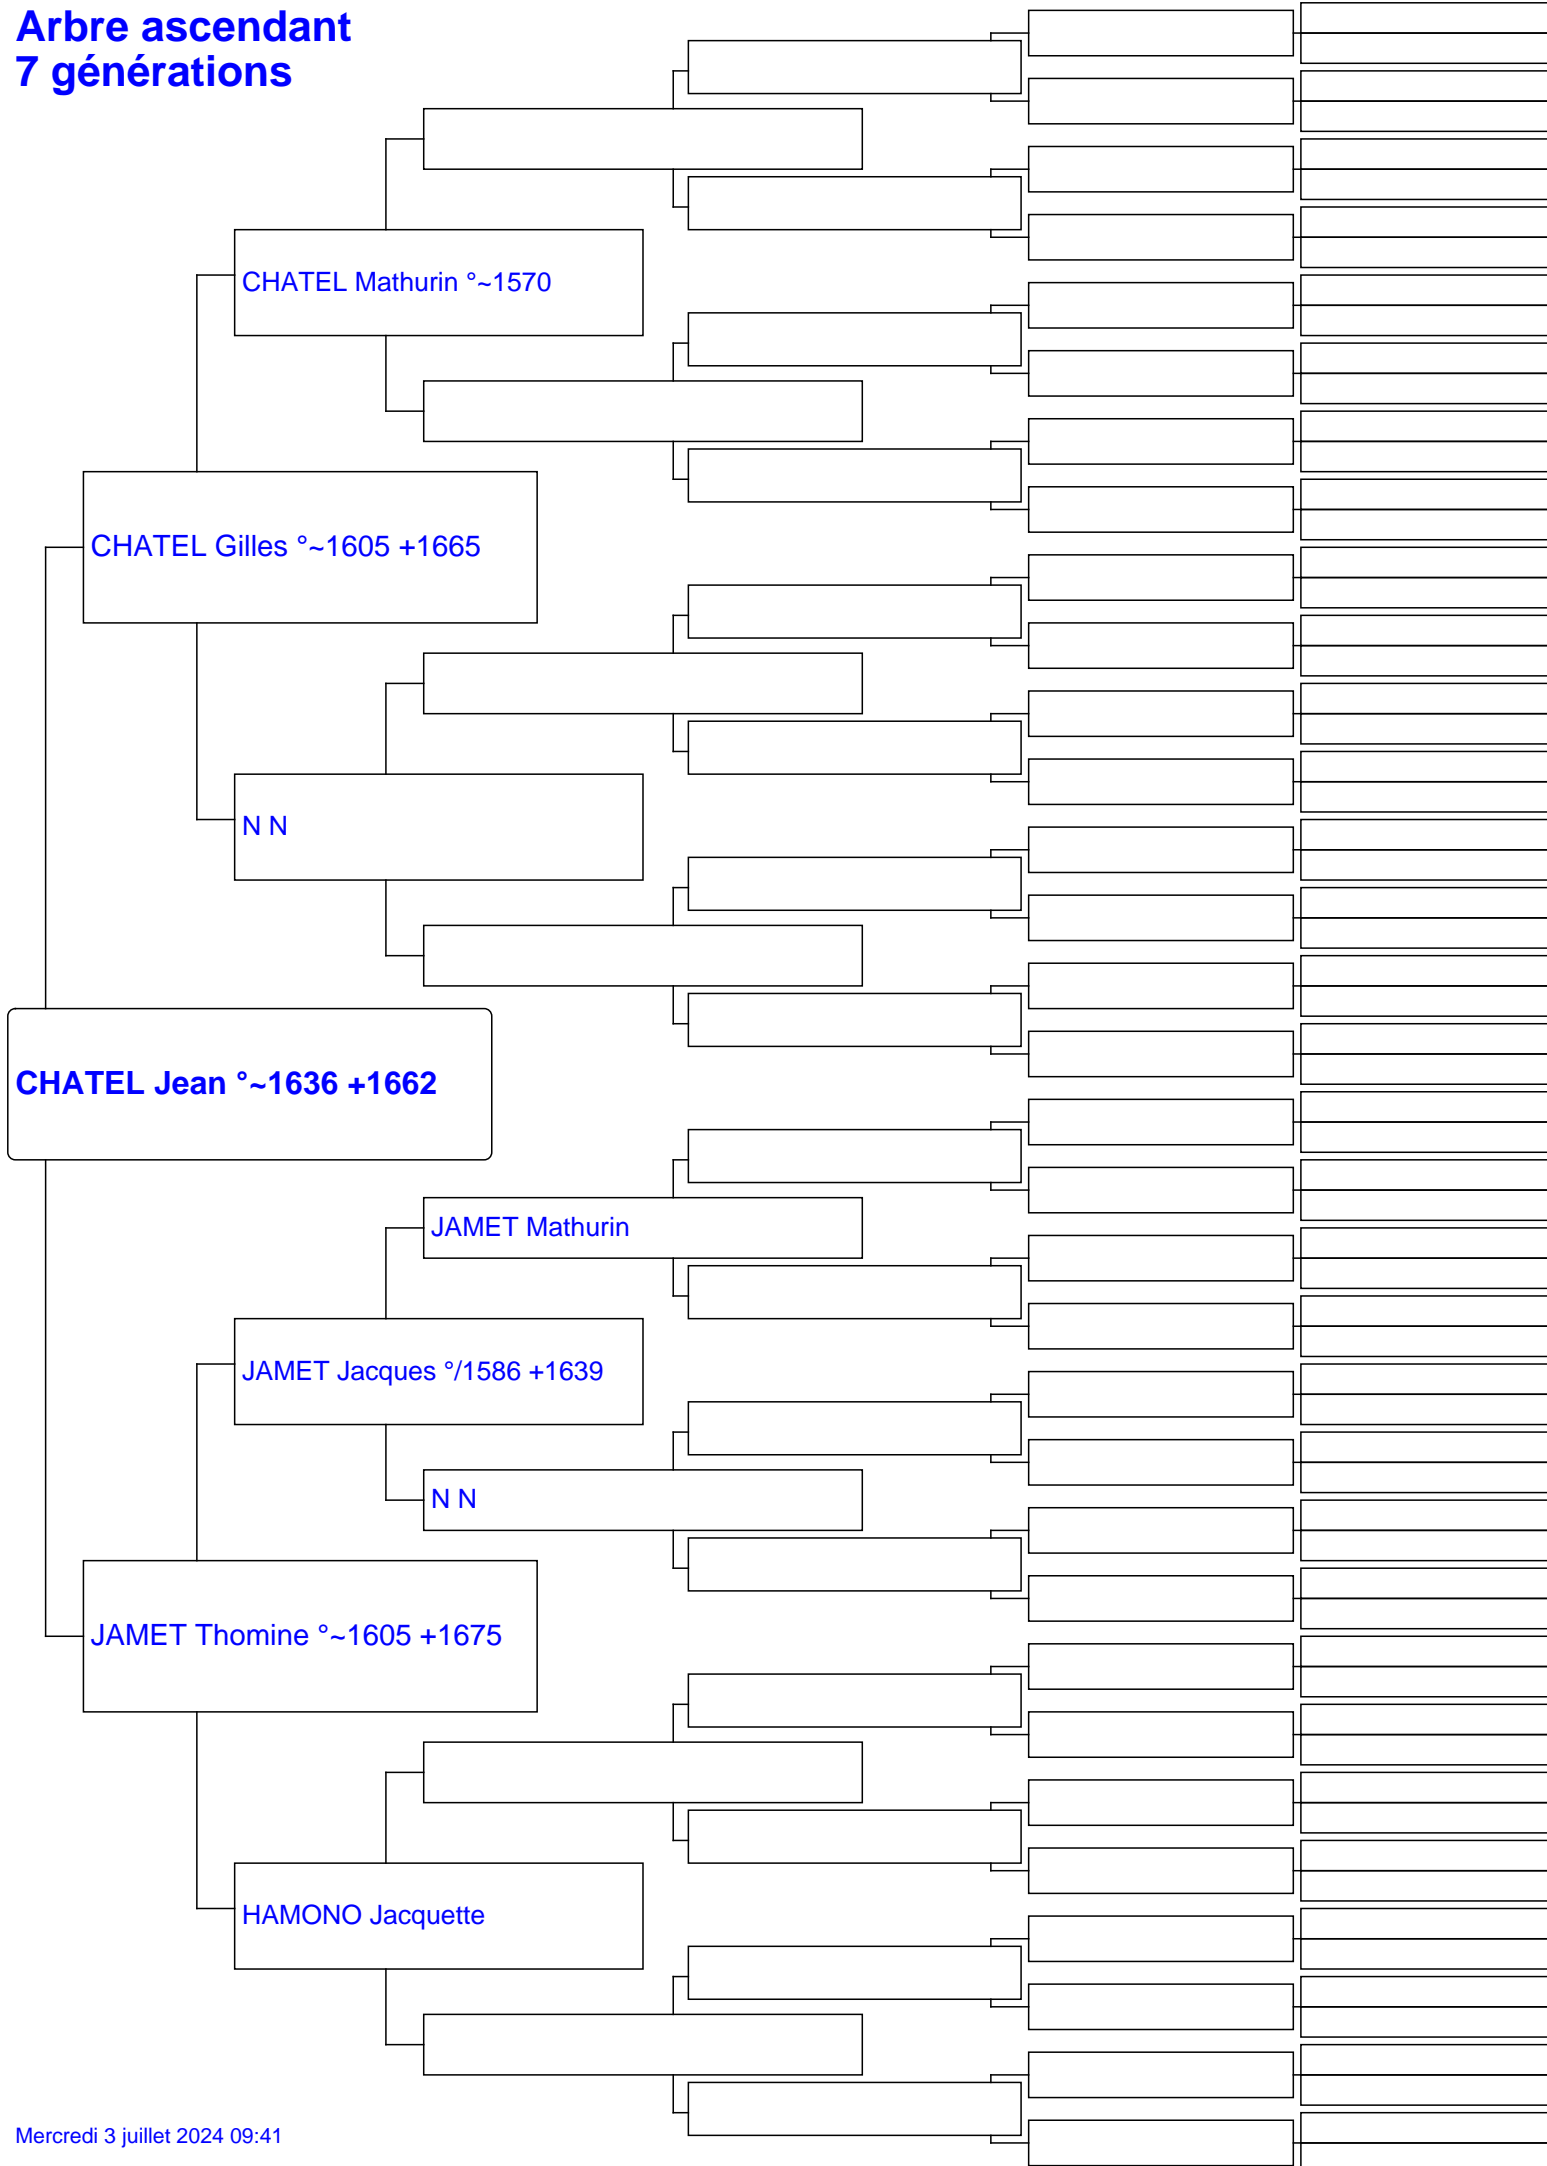 Arbre ascendant
7 générations
CHATEL Mathurin °~1570
CHATEL Gilles °~1605 +1665
N N
CHATEL Jean °~1636 +1662
JAMET Mathurin
JAMET Jacques °/1586 +1639
N N
JAMET Thomine °~1605 +1675
HAMONO Jacquette
Mercredi 3 juillet 2024 09:41